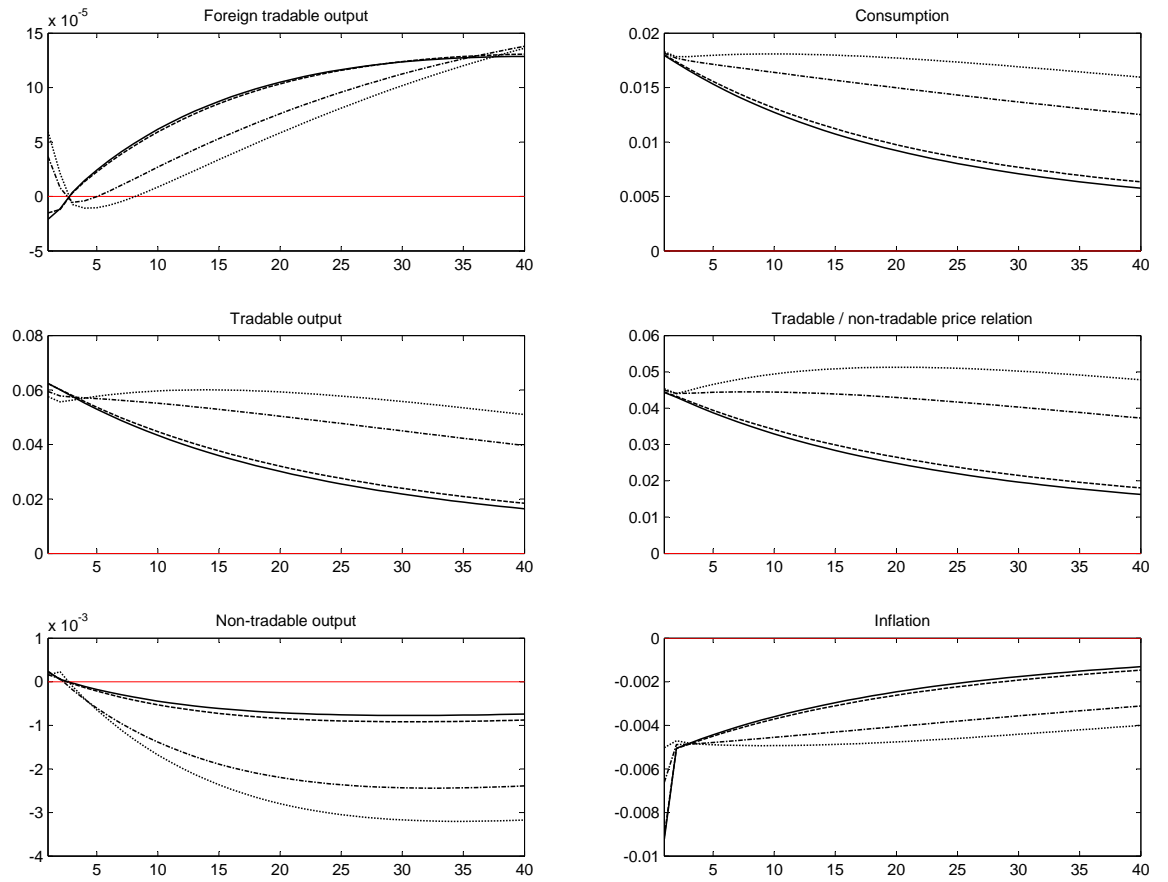 Foreign tradable output
x 10^-5
15
10
5
0
-5
5 10 15 20 25 30 35 40
Consumption
0.02
0.015
0.01
0.005
0
5 10 15 20 25 30 35 40
Tradable output
0.08
0.06
0.04
0.02
0
5 10 15 20 25 30 35 40
Tradable / non-tradable price relation
0.06
0.05
0.04
0.03
0.02
0.01
0
5 10 15 20 25 30 35 40
Non-tradable output
x 10^-3
1
0
-1
-2
-3
-4
5 10 15 20 25 30 35 40
Inflation
0
-0.002
-0.004
-0.006
-0.008
-0.01
5 10 15 20 25 30 35 40